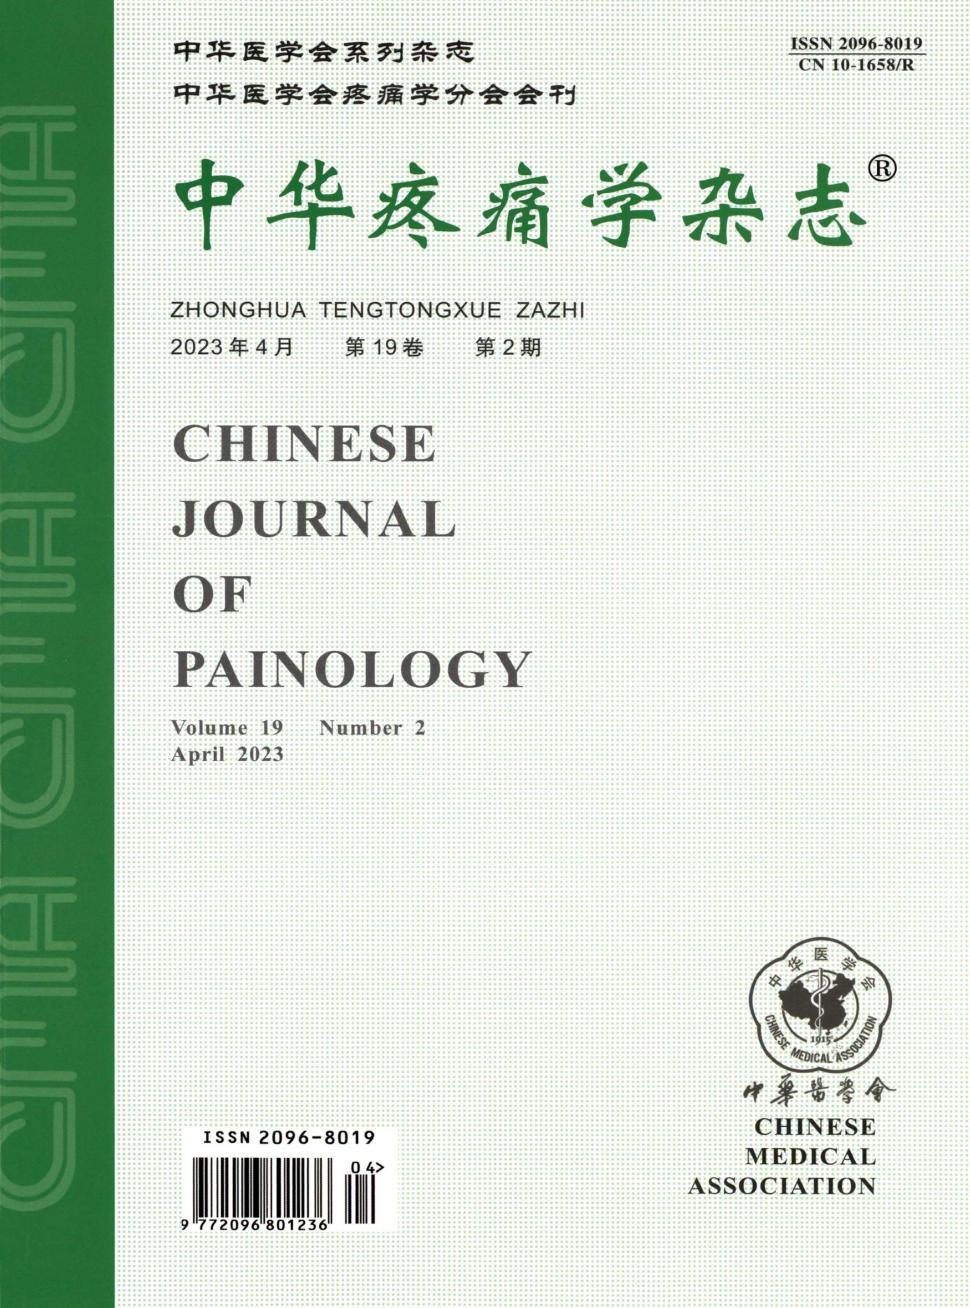 中华医学会系列杂志
中华医学会疼痛学分会会刊
ISSN 2096-8019
CN 10-1658/R
中华疼痛学杂志®
ZHONGHUA TENGTONGXUE ZAZHI
2023年4月 第19卷 第2期
CHINESE
JOURNAL
OF
PAINOLOGY
Volume 19 Number 2
April 2023
中华医学会
1915
CHINESE MEDICAL ASSOCIATION
中華醫學會
CHINESE
MEDICAL
ASSOCIATION
ISSN 2096-8019
04>
9 772096 801236